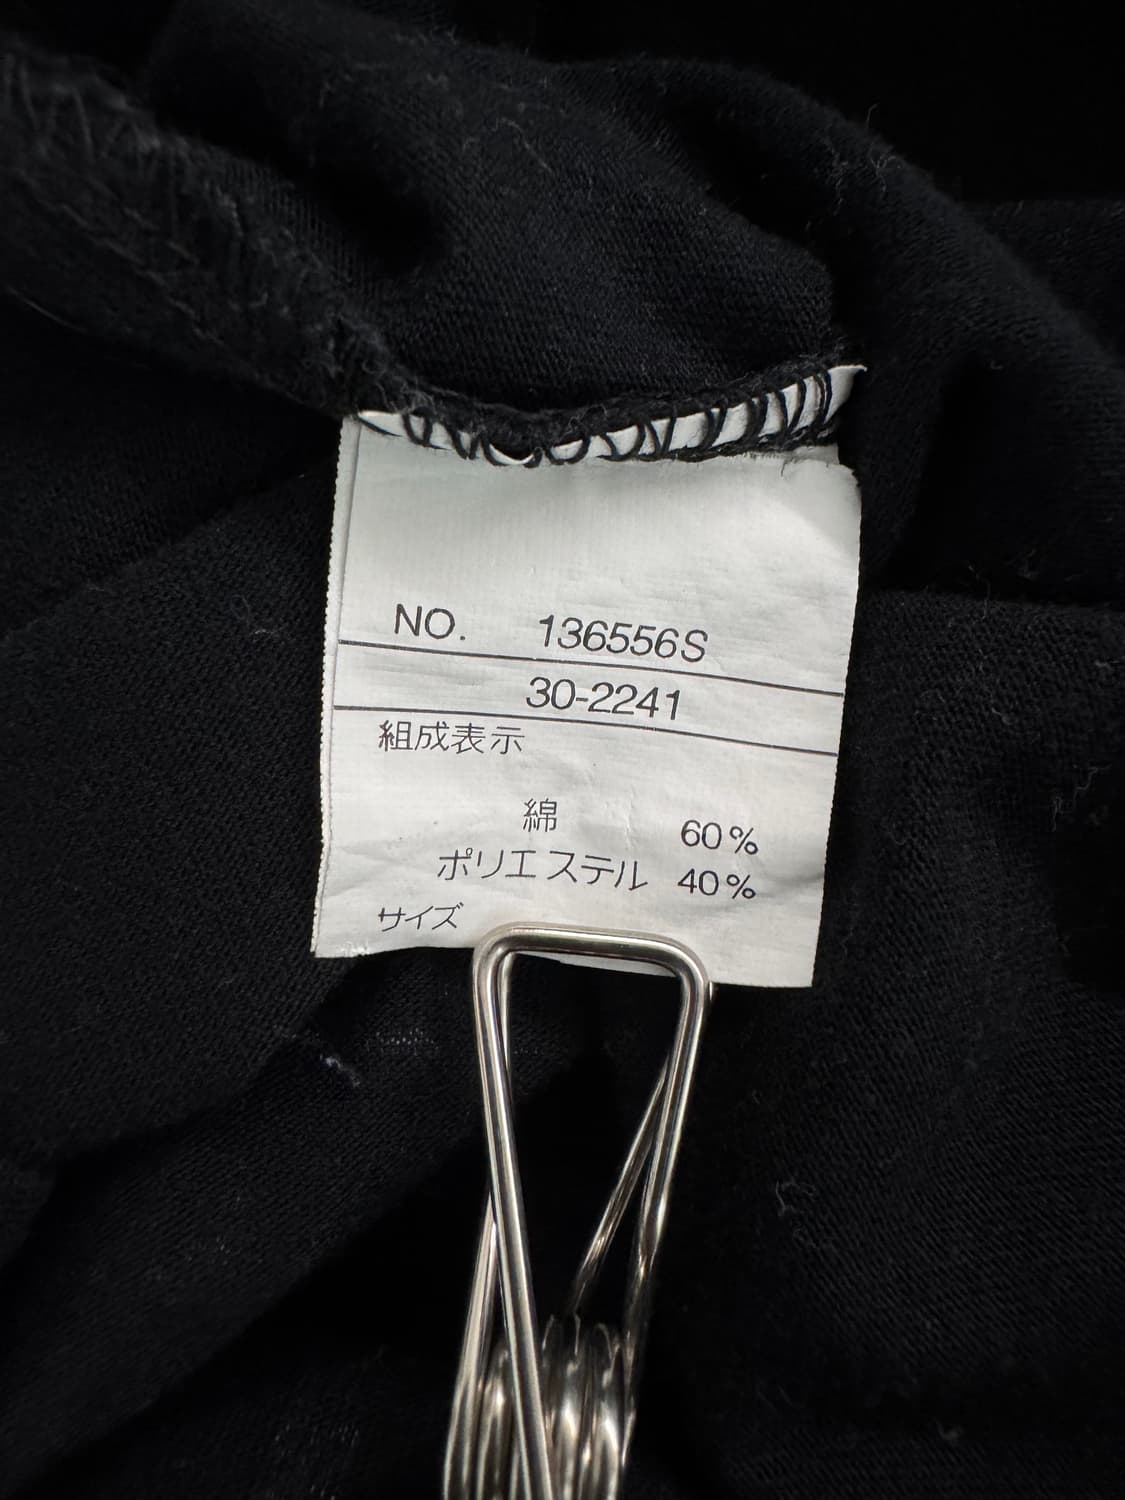 NO. 136556S
30-2241
組成表示
綿 60%
ポリエステル 40%
サイズ